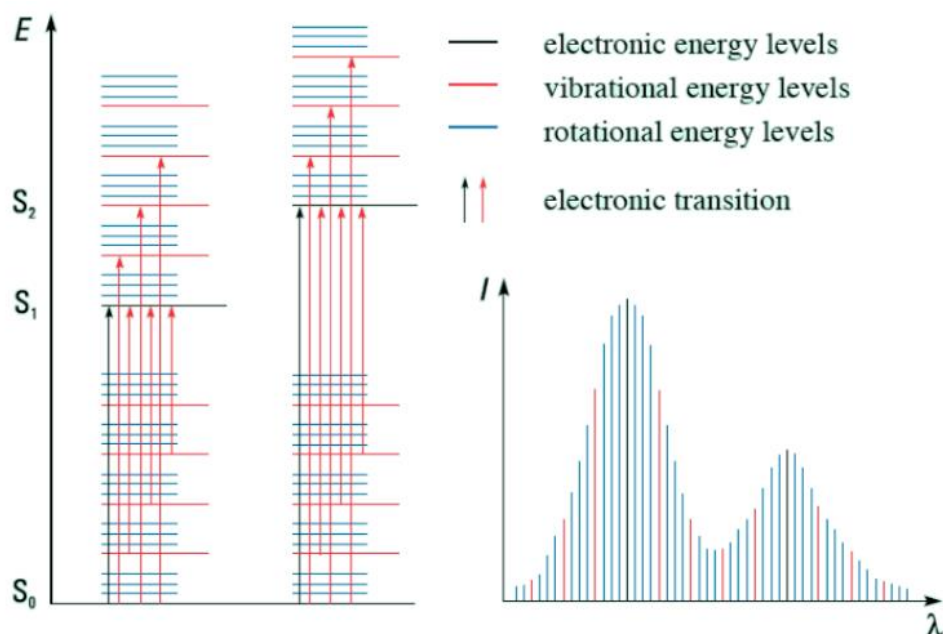 E
electronic energy levels
vibrational energy levels
rotational energy levels
S₂
electronic transition
S₁
I
S₀
λ